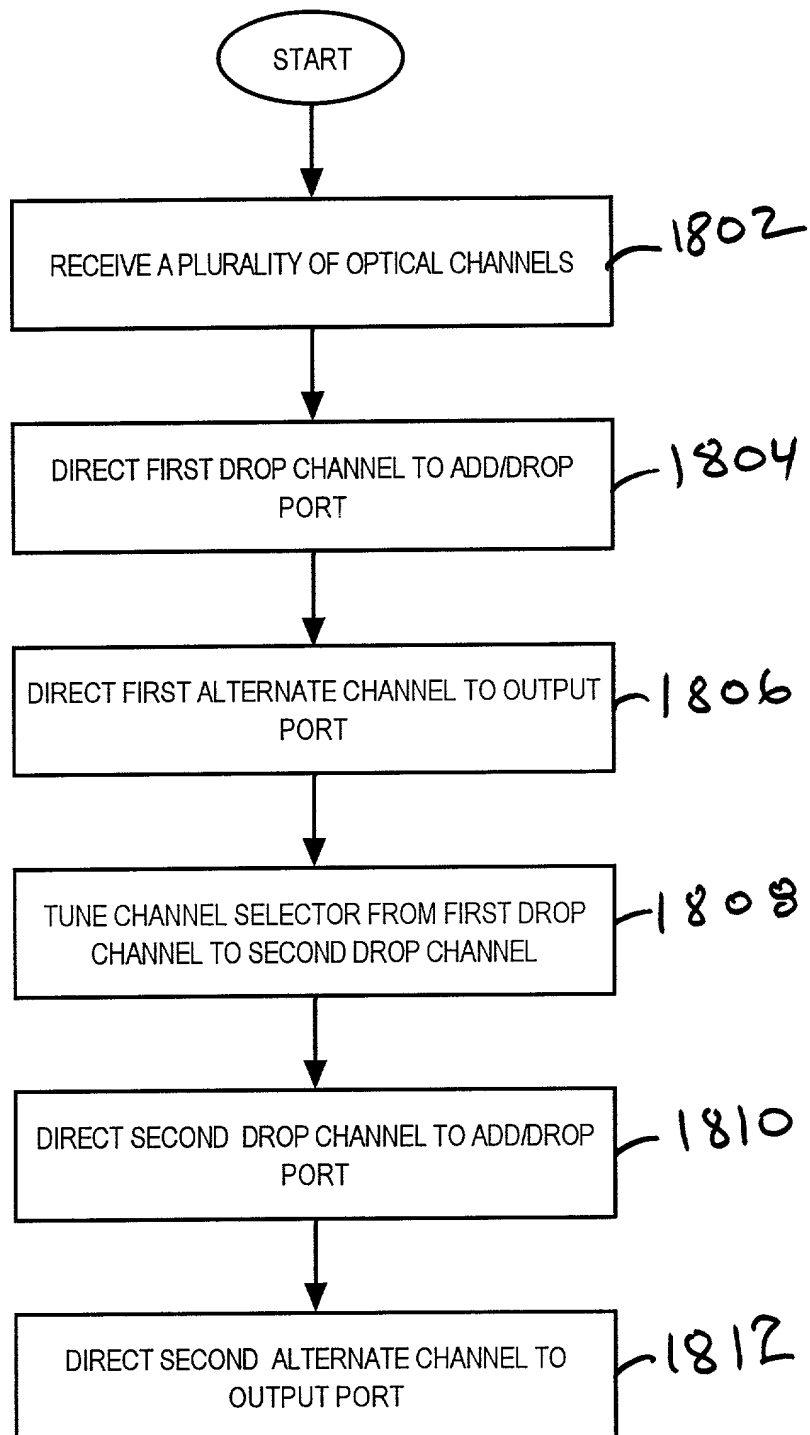 START
RECEIVE A PLURALITY OF OPTICAL CHANNELS
1802
DIRECT FIRST DROP CHANNEL TO ADD/DROP
PORT
1804
DIRECT FIRST ALTERNATE CHANNEL TO OUTPUT
PORT
1806
TUNE CHANNEL SELECTOR FROM FIRST DROP
CHANNEL TO SECOND DROP CHANNEL
1808
DIRECT SECOND DROP CHANNEL TO ADD/DROP
PORT
1810
DIRECT SECOND ALTERNATE CHANNEL TO
OUTPUT PORT
1812